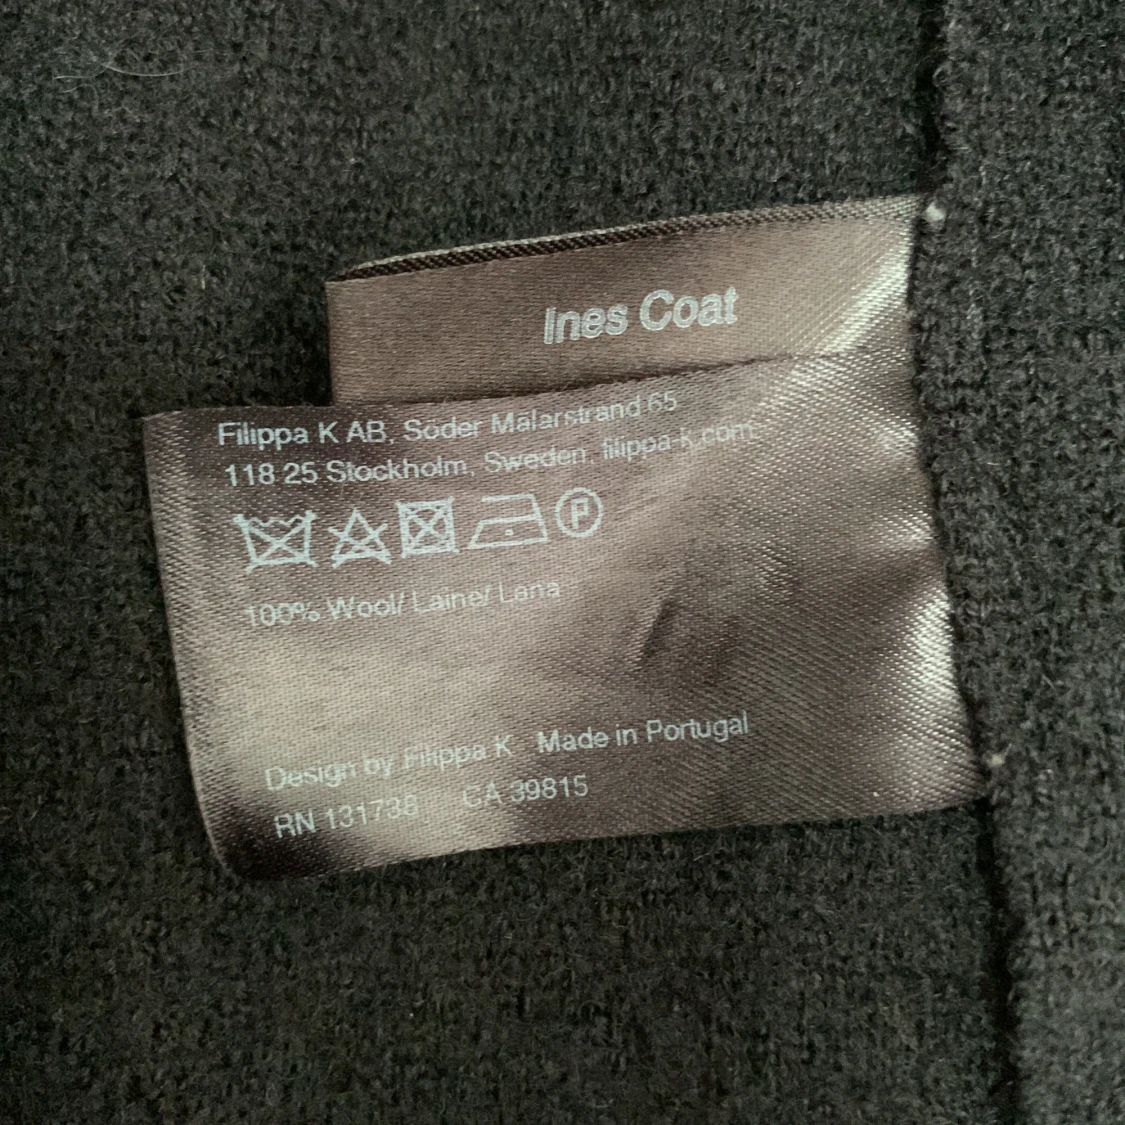 Ines Coat
Filippa K AB, Söder Mälarstrand 65
118 25 Stockholm, Sweden, filippa-k.com
P
100% Wool/ Laine/ Lana
Design by Filippa K Made in Portugal
RN 131738 CA 39815